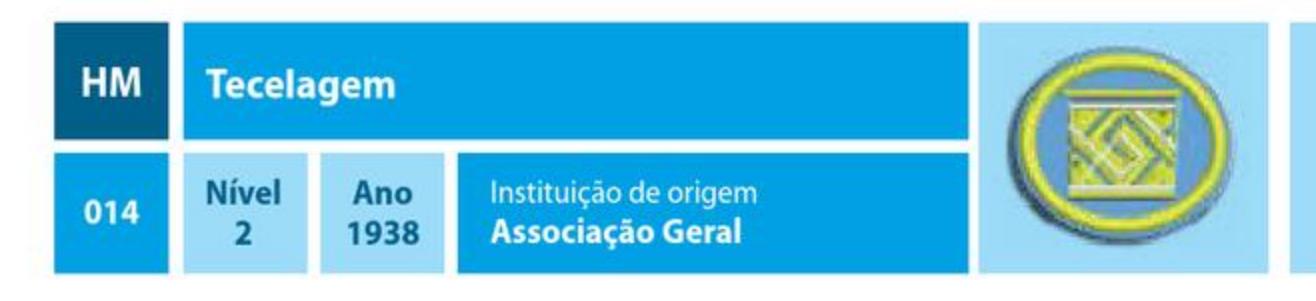 HM
Tecelagem
014
Nível
2
Ano
1938
Instituição de origem
Associação Geral